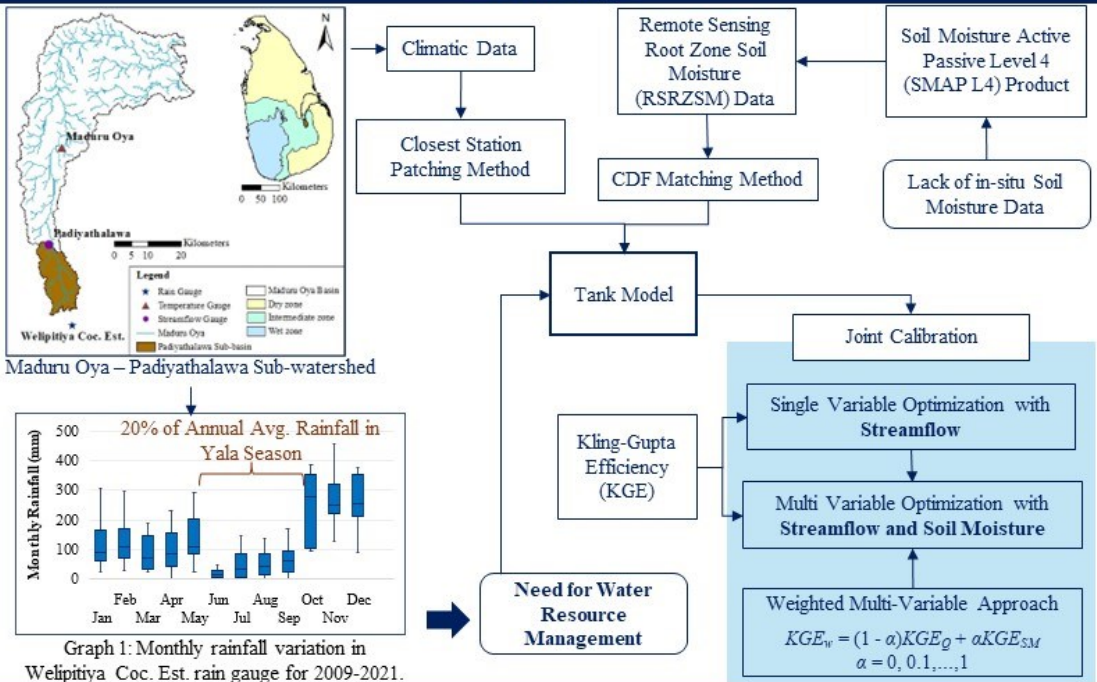 N
Maduru Oya
Kilometers
0 50 100
Padiyathalawa
Kilometers
0 5 10 20
Legend
Rain Gauge
Temperature Gauge
Streamflow Gauge
Maduru Oya
Padiyathalawa Sub-basin
Maduru Oya Basin
Dry zone
Intermediate zone
Wet zone
Welipitiya Coc. Est.
Maduru Oya – Padiyathalawa Sub-watershed
Climatic Data
Closest Station
Patching Method
Remote Sensing
Root Zone Soil
Moisture
(RSRZSM) Data
CDF Matching Method
Soil Moisture Active
Passive Level 4
(SMAP L4) Product
Lack of in-situ Soil
Moisture Data
Tank Model
Joint Calibration
Single Variable Optimization with
Streamflow
Multi Variable Optimization with
Streamflow and Soil Moisture
Weighted Multi-Variable Approach
KGE_w = (1 - α)KGE_Q + αKGE_SM
α = 0, 0.1,...,1
Kling-Gupta
Efficiency
(KGE)
Need for Water
Resource
Management
20% of Annual Avg. Rainfall in
Yala Season
Monthly Rainfall (mm)
500
400
300
200
100
0
Feb Apr Jun Aug Oct Dec
Jan Mar May Jul Sep Nov
Graph 1: Monthly rainfall variation in
Welipitiya Coc. Est. rain gauge for 2009-2021.